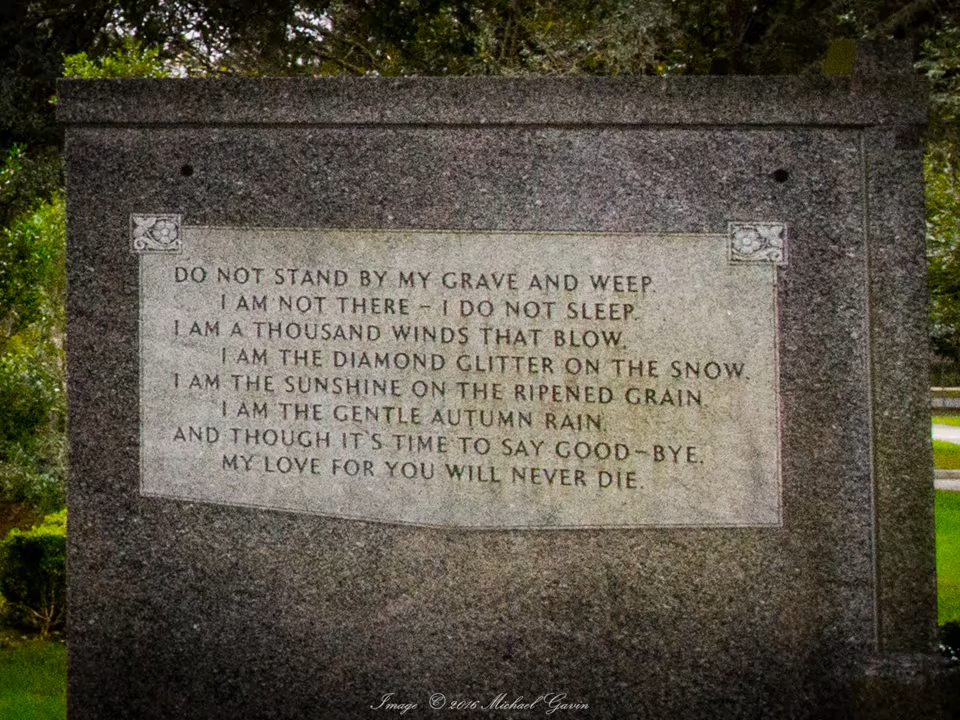 DO NOT STAND BY MY GRAVE AND WEEP.
I AM NOT THERE – I DO NOT SLEEP.
I AM A THOUSAND WINDS THAT BLOW.
I AM THE DIAMOND GLITTER ON THE SNOW.
I AM THE SUNSHINE ON THE RIPENED GRAIN.
I AM THE GENTLE AUTUMN RAIN.
AND THOUGH IT'S TIME TO SAY GOOD–BYE.
MY LOVE FOR YOU WILL NEVER DIE.
Image © 2016 Michael Gavin